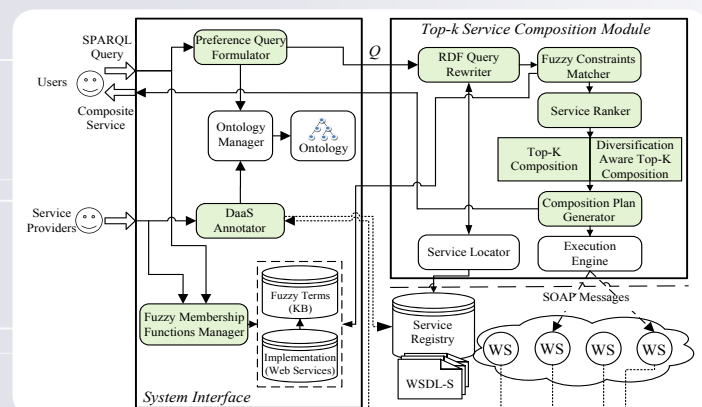 Top-k Service Composition Module
SPARQL
Query
Users
Composite
Service
Service
Providers
Preference Query
Formulator
Ontology
Manager
Ontology
DaaS
Annotator
Fuzzy Membership
Functions Manager
Fuzzy Terms
(KB)
Implementation
(Web Services)
System Interface
Q
RDF Query
Rewriter
Fuzzy Constraints
Matcher
Service Ranker
Top-K
Composition
Diversification
Aware Top-K
Composition
Composition Plan
Generator
Service Locator
Execution
Engine
SOAP Messages
Service
Registry
WSDL-S
WS
WS
WS
WS